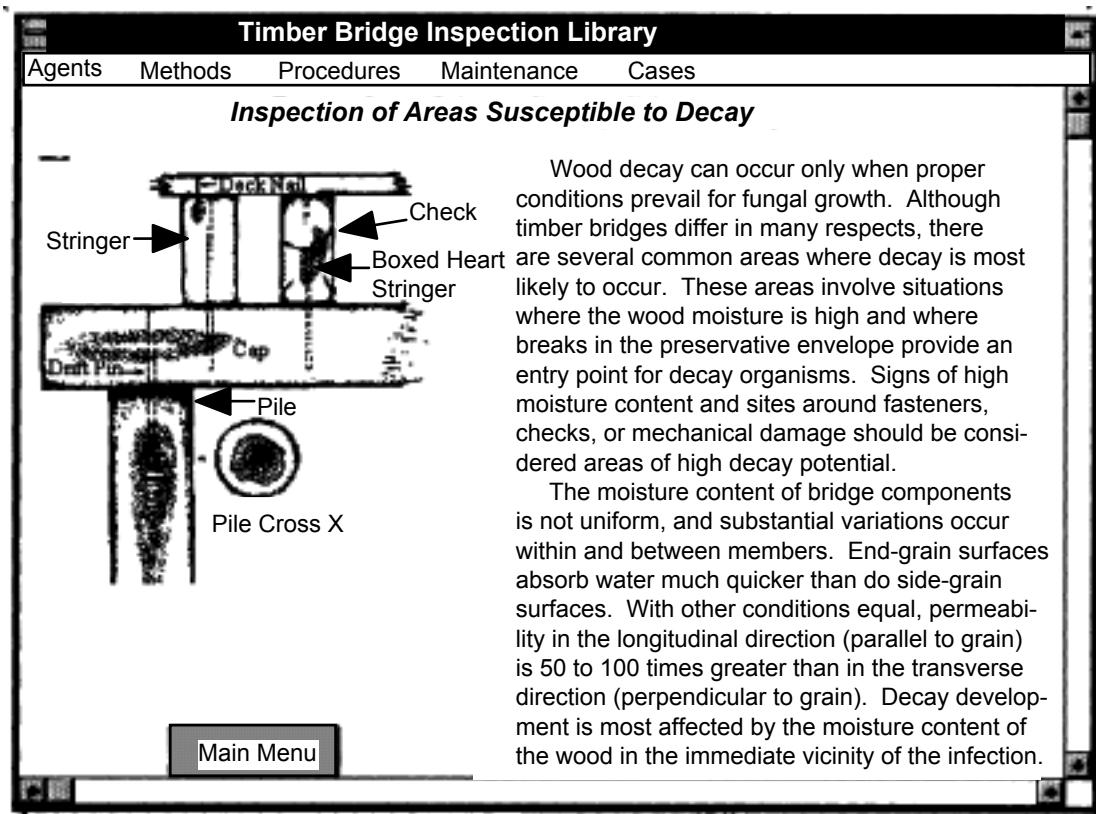 Timber Bridge Inspection Library
Agents Methods Procedures Maintenance Cases
Inspection of Areas Susceptible to Decay
Deck Nail
Check
Stringer
Boxed Heart
Stringer
Cap
Drift Pin
Pile
Pile Cross X
Wood decay can occur only when proper
conditions prevail for fungal growth. Although
timber bridges differ in many respects, there
are several common areas where decay is most
likely to occur. These areas involve situations
where the wood moisture is high and where
breaks in the preservative envelope provide an
entry point for decay organisms. Signs of high
moisture content and sites around fasteners,
checks, or mechanical damage should be consi-
dered areas of high decay potential.
The moisture content of bridge components
is not uniform, and substantial variations occur
within and between members. End-grain surfaces
absorb water much quicker than do side-grain
surfaces. With other conditions equal, permeabi-
lity in the longitudinal direction (parallel to grain)
is 50 to 100 times greater than in the transverse
direction (perpendicular to grain). Decay develop-
ment is most affected by the moisture content of
the wood in the immediate vicinity of the infection.
Main Menu